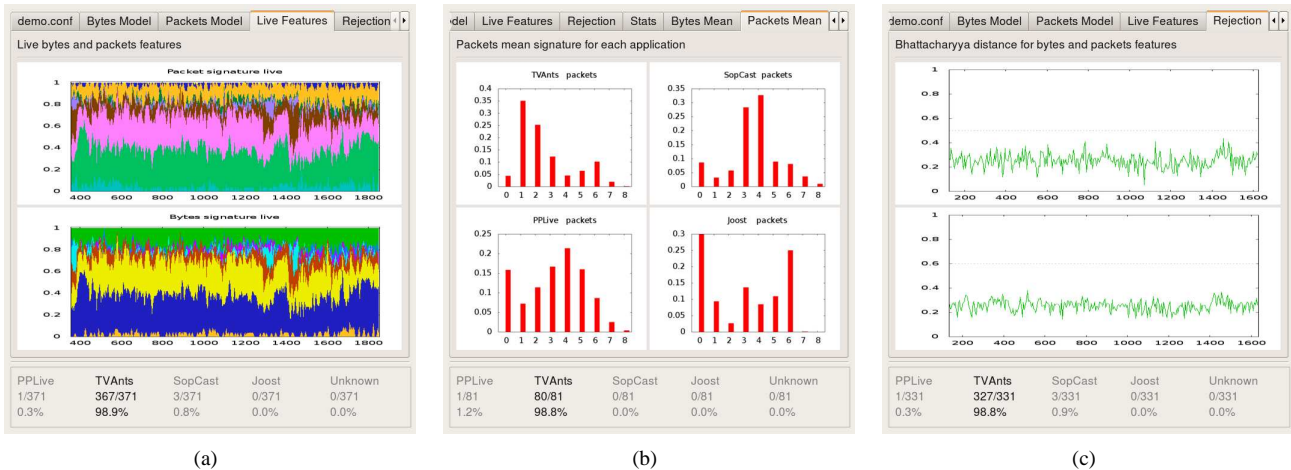 demo.conf Bytes Model Packets Model Live Features Rejection
Live bytes and packets features
Packet signature live
1
0.8
0.6
0.4
0.2
0
400 600 800 1000 1200 1400 1600 1800
Bytes signature live
1
0.8
0.6
0.4
0.2
0
400 600 800 1000 1200 1400 1600 1800
PPLive TVAnts SopCast Joost Unknown
1/371 367/371 3/371 0/371 0/371
0.3% 98.9% 0.8% 0.0% 0.0%
(a)
Live Features Rejection Stats Bytes Mean Packets Mean
Packets mean signature for each application
TVAnts packets
0.4
0.35
0.3
0.25
0.2
0.15
0.1
0.05
0
0 1 2 3 4 5 6 7 8
SopCast packets
0.35
0.3
0.25
0.2
0.15
0.1
0.05
0
0 1 2 3 4 5 6 7 8
PPLive packets
0.25
0.2
0.15
0.1
0.05
0
0 1 2 3 4 5 6 7 8
Joost packets
0.3
0.25
0.2
0.15
0.1
0.05
0
0 1 2 3 4 5 6 7 8
PPLive TVAnts SopCast Joost Unknown
1/81 80/81 0/81 0/81 0/81
1.2% 98.8% 0.0% 0.0% 0.0%
(b)
demo.conf Bytes Model Packets Model Live Features Rejection
Bhattacharyya distance for bytes and packets features
1
0.8
0.6
0.4
0.2
0
200 400 600 800 1000 1200 1400 1600
1
0.8
0.6
0.4
0.2
0
200 400 600 800 1000 1200 1400 1600
PPLive TVAnts SopCast Joost Unknown
1/331 327/331 3/331 0/331 0/331
0.3% 98.8% 0.9% 0.0% 0.0%
(c)